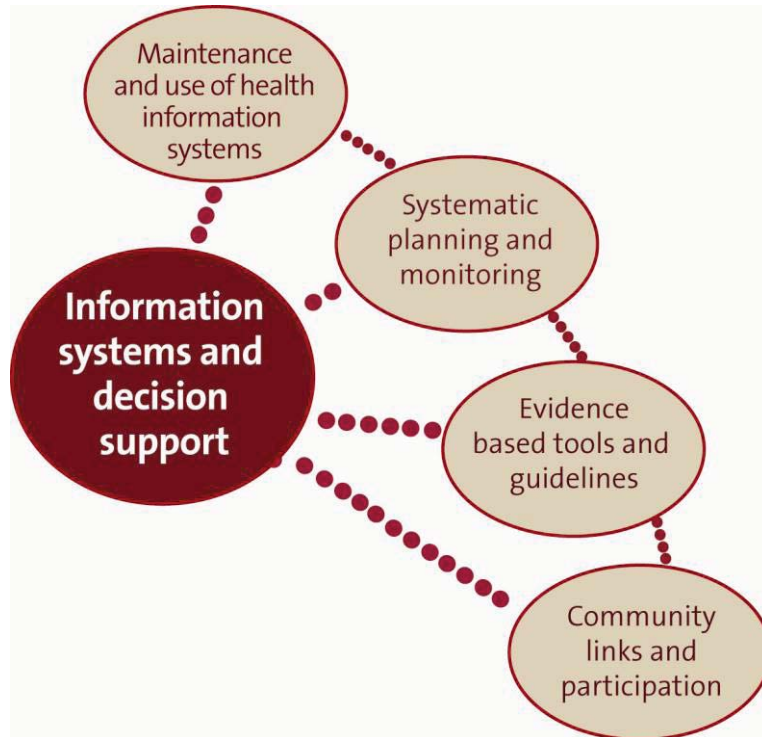 Maintenance
and use of health
information
systems
Systematic
planning and
monitoring
Information
systems and
decision
support
Evidence
based tools and
guidelines
Community
links and
participation